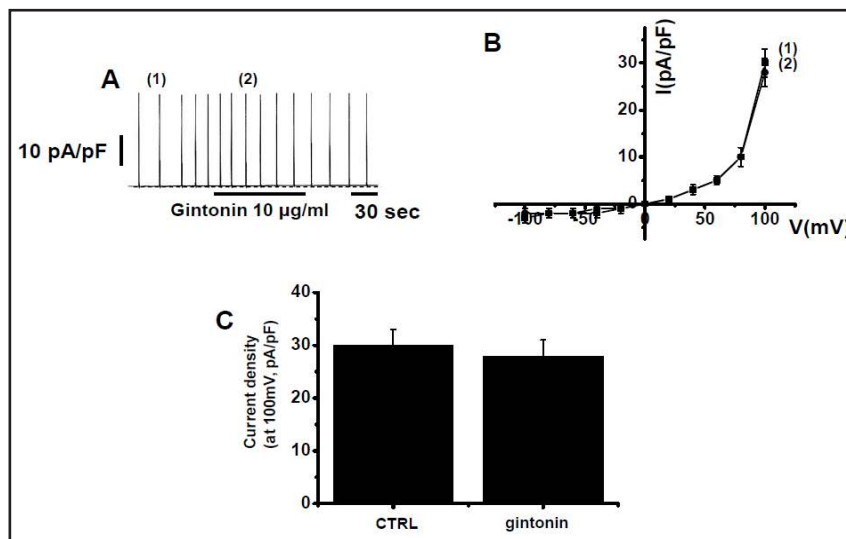 A
(1)
(2)
10 pA/pF
Gintonin 10 µg/ml
30 sec
B
I(pA/pF)
(1)
(2)
30
20
10
0
-100
-50
0
50
100
V(mV)
C
Current density
(at 100mV, pA/pF)
40
30
20
10
0
CTRL
gintonin